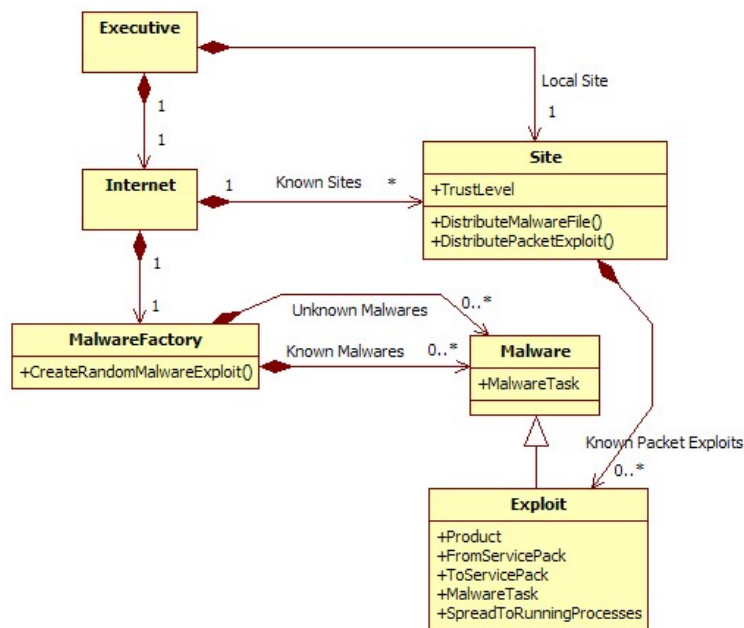 Executive
1
1
Local Site
1
Internet
1
Known Sites
*
Site
+TrustLevel
+DistributeMalwareFile()
+DistributePacketExploit()
1
1
MalwareFactory
+CreateRandomMalwareExploit()
Unknown Malwares
0..*
Known Malwares
0..*
Malware
+MalwareTask
Known Packet Exploits
0..*
Exploit
+Product
+FromServicePack
+ToServicePack
+MalwareTask
+SpreadToRunningProcesses